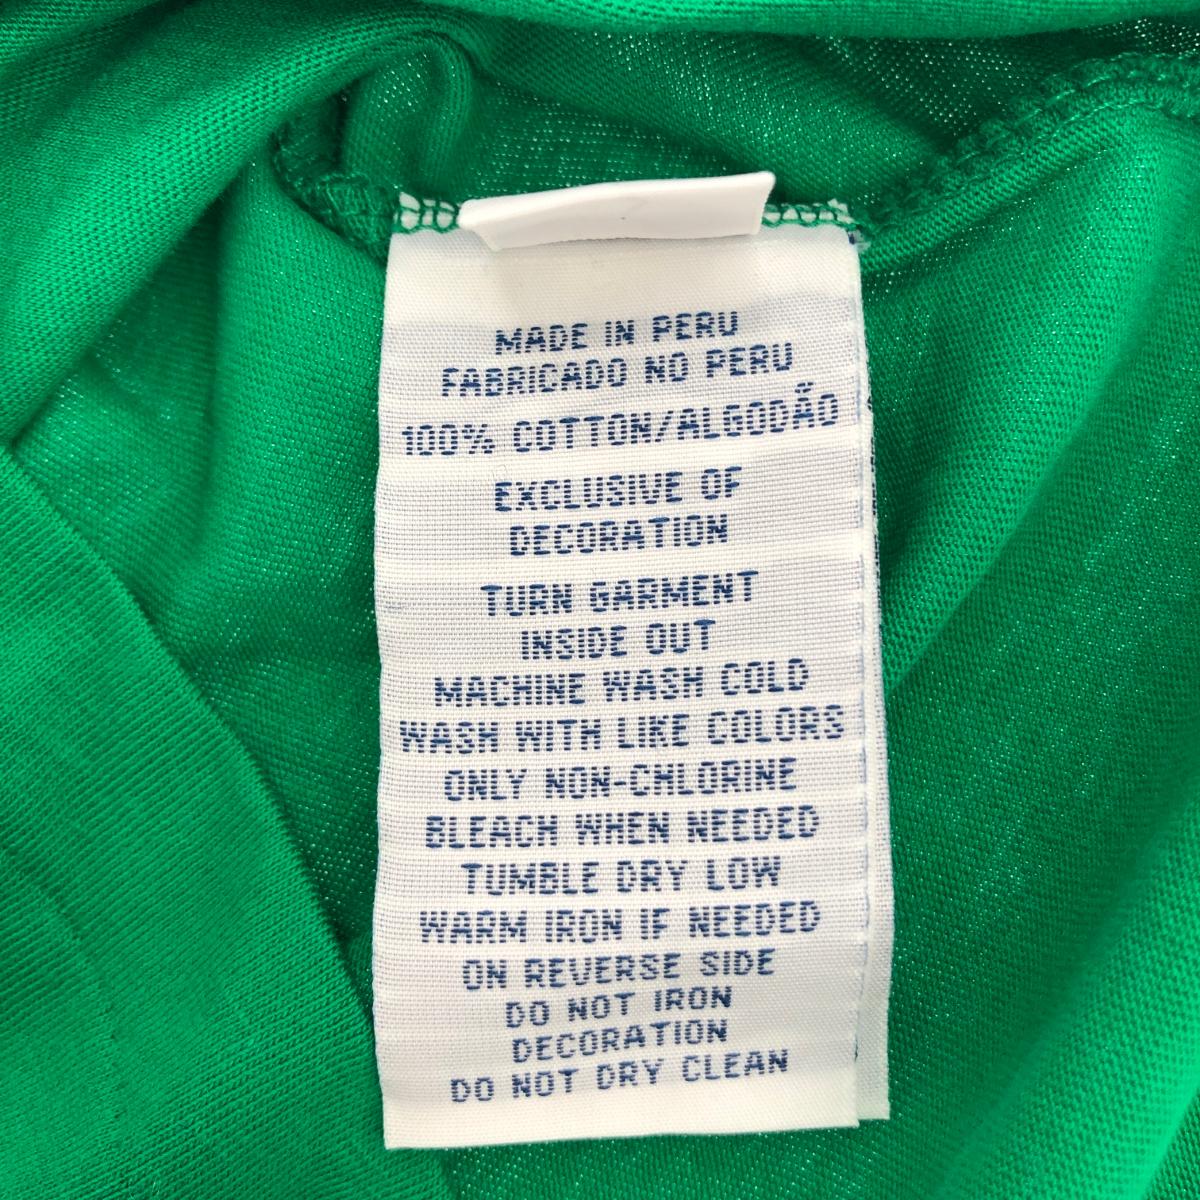 MADE IN PERU
FABRICADO NO PERU
100% COTTON/ALGODÃO
EXCLUSIVE OF
DECORATION
TURN GARMENT
INSIDE OUT
MACHINE WASH COLD
WASH WITH LIKE COLORS
ONLY NON-CHLORINE
BLEACH WHEN NEEDED
TUMBLE DRY LOW
WARM IRON IF NEEDED
ON REVERSE SIDE
DO NOT IRON
DECORATION
DO NOT DRY CLEAN